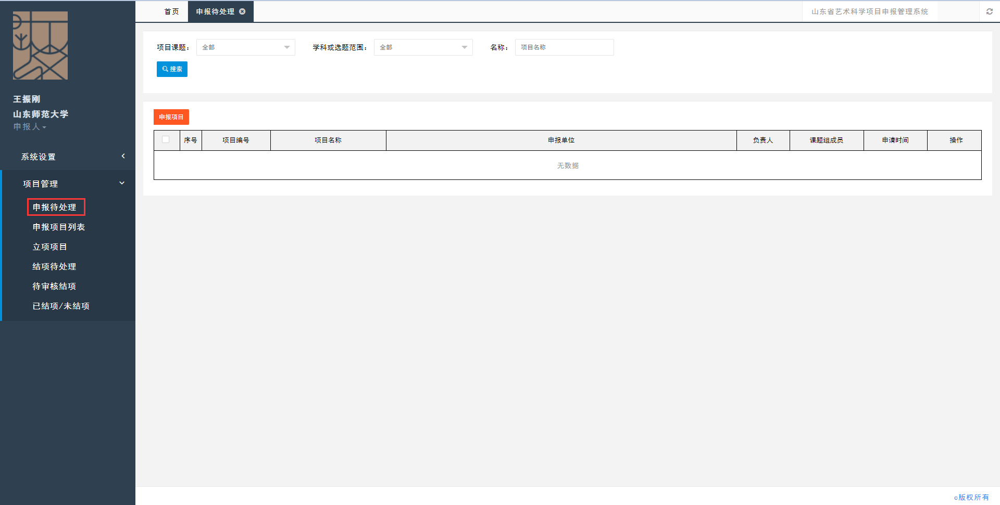 首页
申报待处理
山东省艺术科学项目申报管理系统
王振刚
山东师范大学
申报人
系统设置
项目管理
申报待处理
申报项目列表
立项项目
结项待处理
待审核结项
已结项/未结项
项目课题： 全部 学科或选题范围： 全部 名称： 项目名称
搜索
申报项目
序号 项目编号 项目名称 申报单位 负责人 课题组成员 申请时间 操作
无数据
c版权所有